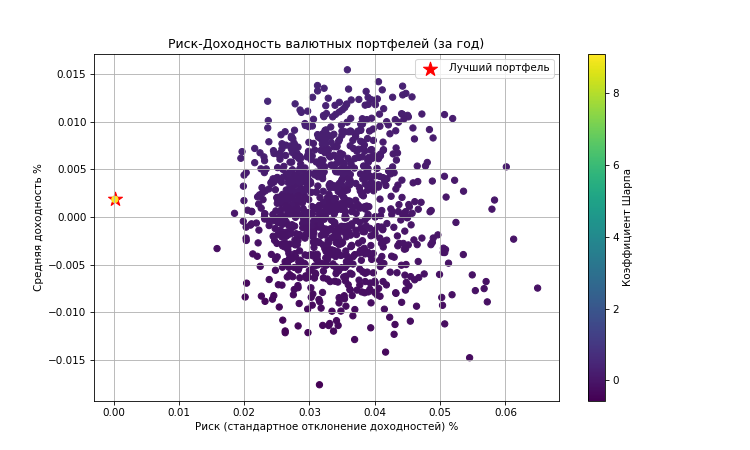 Риск-Доходность валютных портфелей (за год)
Лучший портфель
Средняя доходность %
0.015
0.010
0.005
0.000
−0.005
−0.010
−0.015
0.00 0.01 0.02 0.03 0.04 0.05 0.06
Риск (стандартное отклонение доходностей) %
8
6
4
2
0
Коэффициент Шарпа